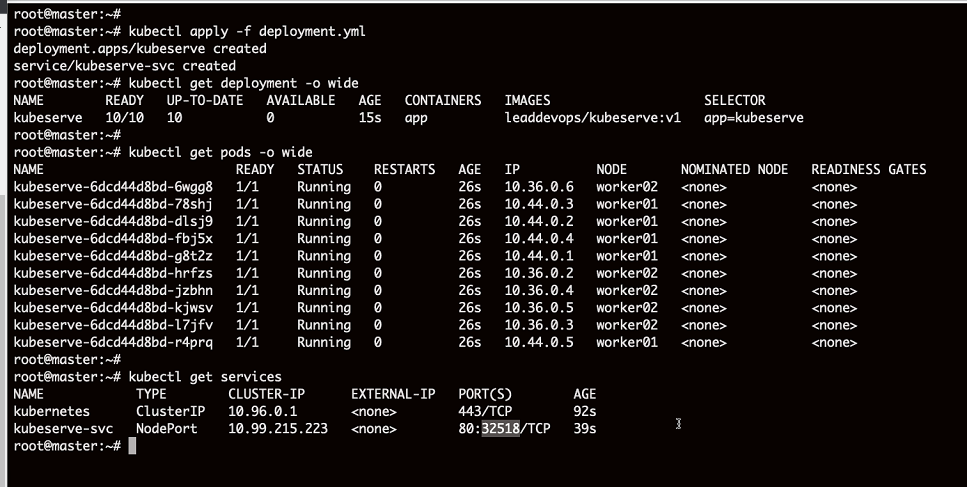 root@master:~#
root@master:~# kubectl apply -f deployment.yml
deployment.apps/kubeserve created
service/kubeserve-svc created
root@master:~# kubectl get deployment -o wide
NAME READY UP-TO-DATE AVAILABLE AGE CONTAINERS IMAGES SELECTOR
kubeserve 10/10 10 0 15s app leaddevops/kubeserve:v1 app=kubeserve
root@master:~#
root@master:~# kubectl get pods -o wide
NAME READY STATUS RESTARTS AGE IP NODE NOMINATED NODE READINESS GATES
kubeserve-6dcd44d8bd-6wgg8 1/1 Running 0 26s 10.36.0.6 worker02 <none> <none>
kubeserve-6dcd44d8bd-78shj 1/1 Running 0 26s 10.44.0.3 worker01 <none> <none>
kubeserve-6dcd44d8bd-dlsj9 1/1 Running 0 26s 10.44.0.2 worker01 <none> <none>
kubeserve-6dcd44d8bd-fbj5x 1/1 Running 0 26s 10.44.0.4 worker01 <none> <none>
kubeserve-6dcd44d8bd-g8t2z 1/1 Running 0 26s 10.44.0.1 worker01 <none> <none>
kubeserve-6dcd44d8bd-hrfzs 1/1 Running 0 26s 10.36.0.2 worker02 <none> <none>
kubeserve-6dcd44d8bd-jzbhn 1/1 Running 0 26s 10.36.0.4 worker02 <none> <none>
kubeserve-6dcd44d8bd-kjwsv 1/1 Running 0 26s 10.36.0.5 worker02 <none> <none>
kubeserve-6dcd44d8bd-l7jfv 1/1 Running 0 26s 10.36.0.3 worker02 <none> <none>
kubeserve-6dcd44d8bd-r4prq 1/1 Running 0 26s 10.44.0.5 worker01 <none> <none>
root@master:~#
root@master:~# kubectl get services
NAME TYPE CLUSTER-IP EXTERNAL-IP PORT(S) AGE
kubernetes ClusterIP 10.96.0.1 <none> 443/TCP 92s
kubeserve-svc NodePort 10.99.215.223 <none> 80:32518/TCP 39s
root@master:~#